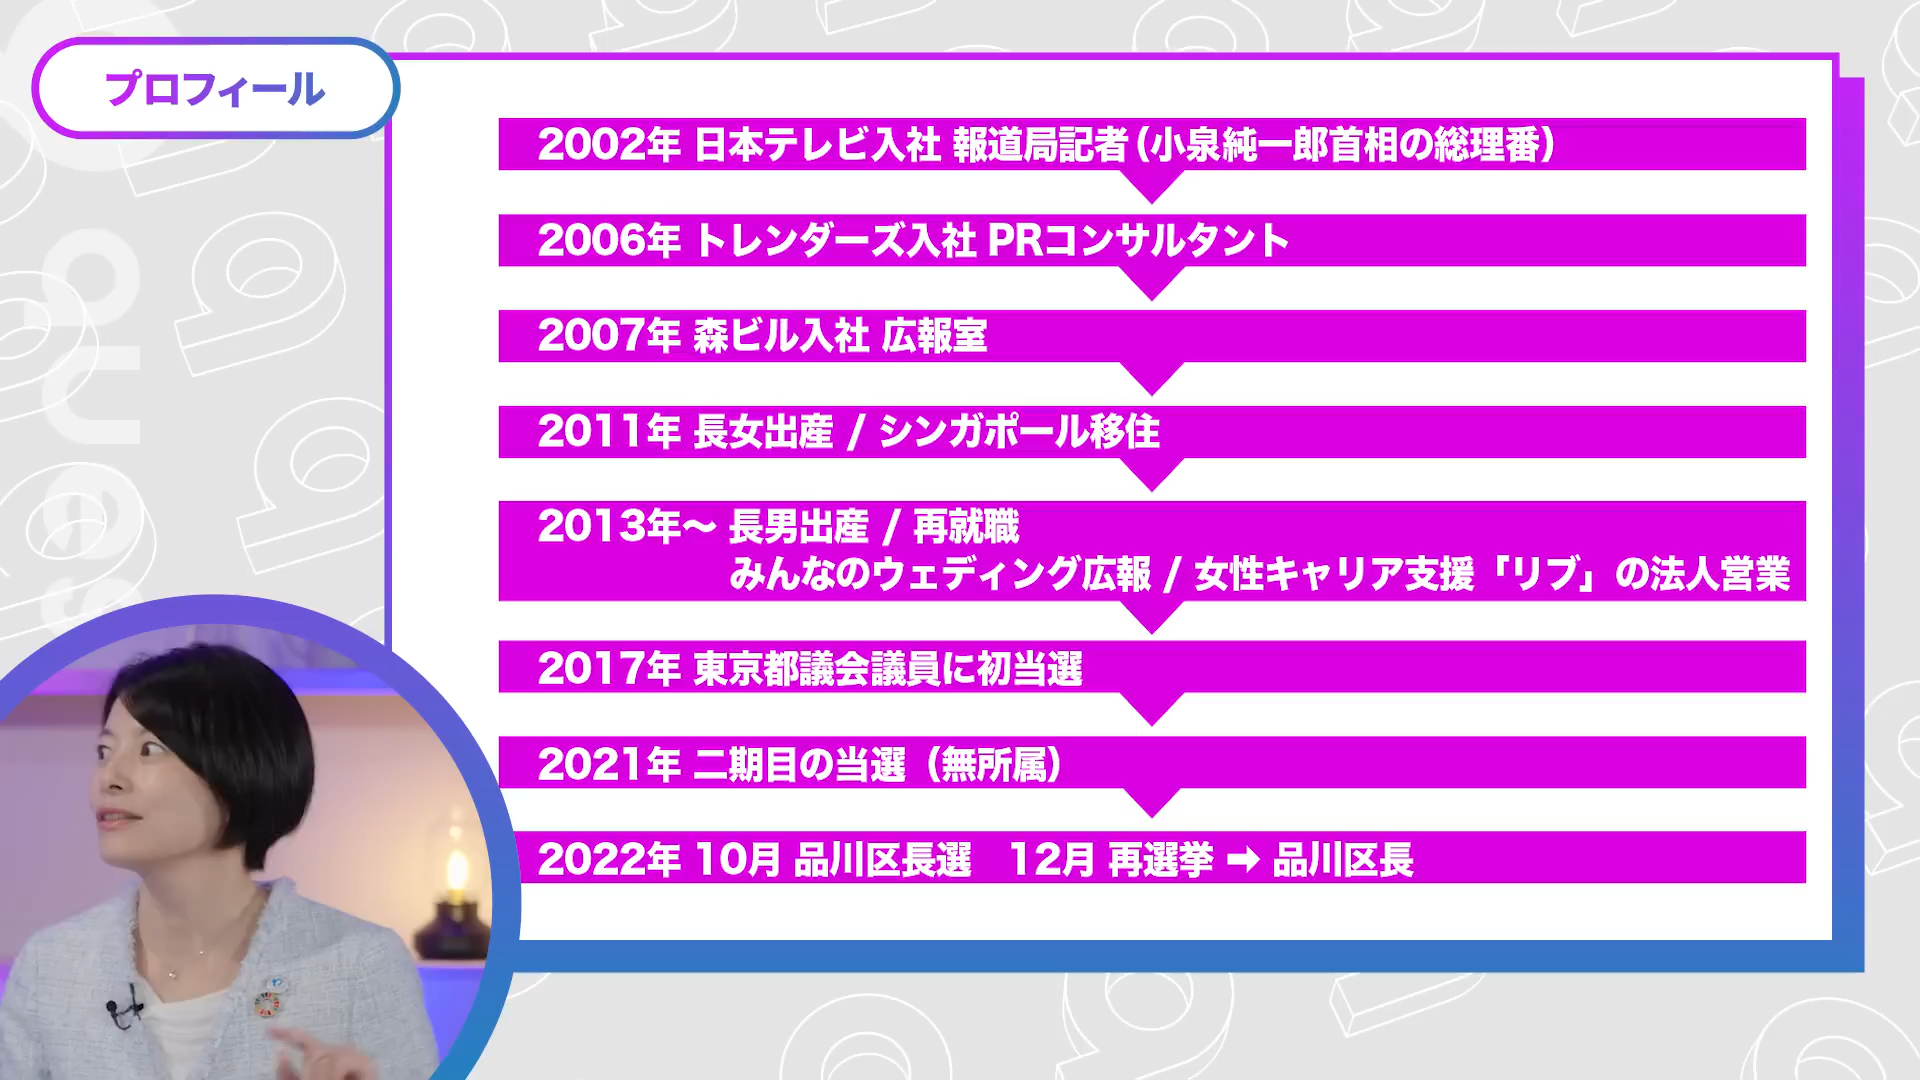 プロフィール
2002年 日本テレビ入社 報道局記者（小泉純一郎首相の総理番）
2006年 トレンダーズ入社 PRコンサルタント
2007年 森ビル入社 広報室
2011年 長女出産 / シンガポール移住
2013年〜 長男出産 / 再就職
みんなのウェディング広報 / 女性キャリア支援「リブ」の法人営業
2017年 東京都議会議員に初当選
2021年 二期目の当選（無所属）
2022年 10月 品川区長選　12月 再選挙 ➡ 品川区長